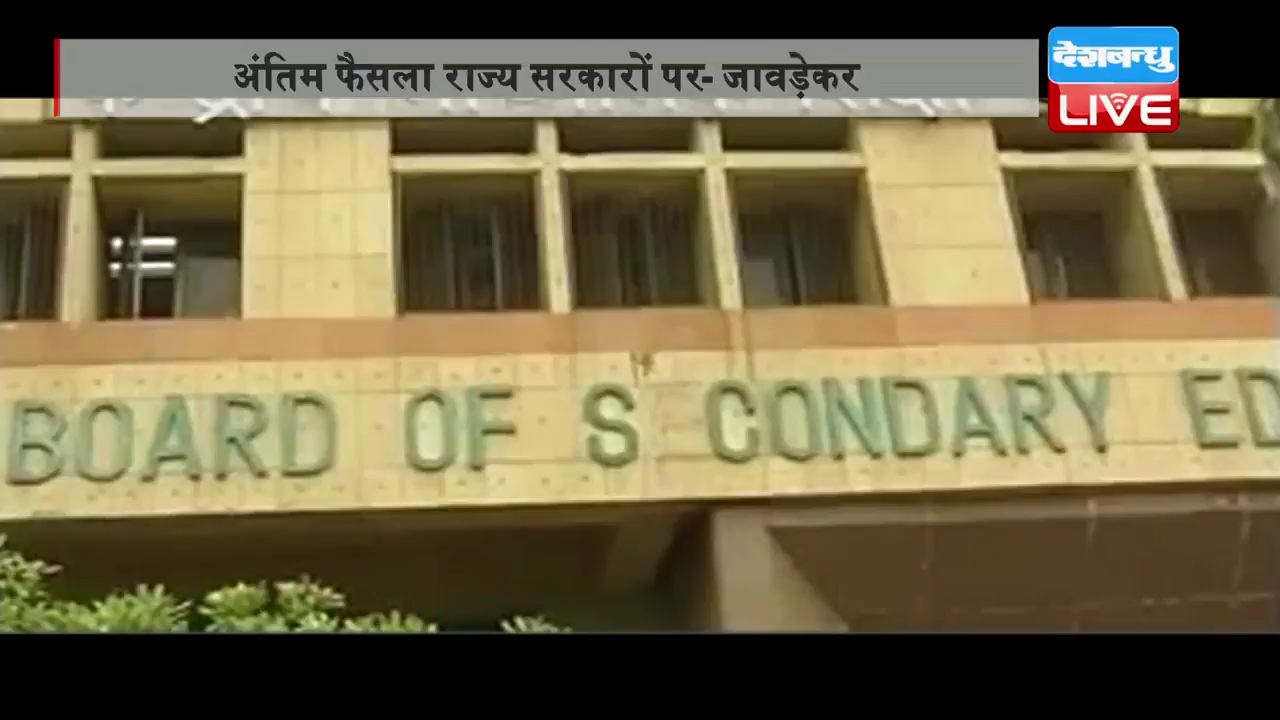 अंतिम फैसला राज्य सरकारों पर- जावड़ेकर
देशबन्धु
LIVE
BOARD OF S CONDARY ED